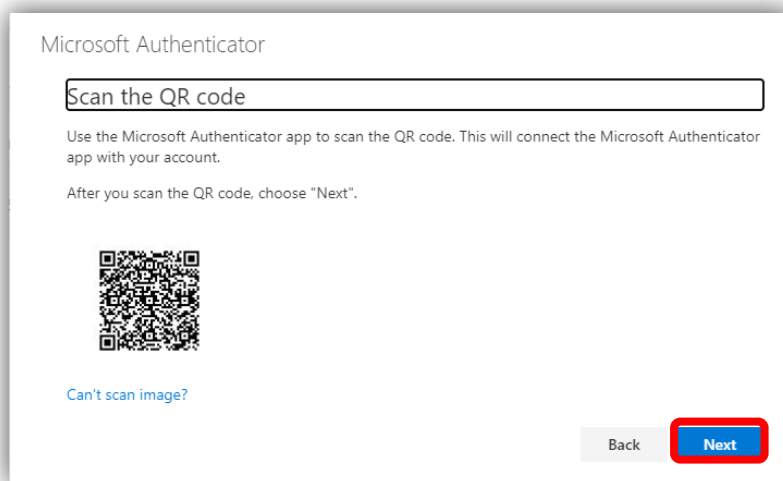 Microsoft Authenticator
Scan the QR code
Use the Microsoft Authenticator app to scan the QR code. This will connect the Microsoft Authenticator
app with your account.
After you scan the QR code, choose "Next".
Can't scan image?
Back
Next